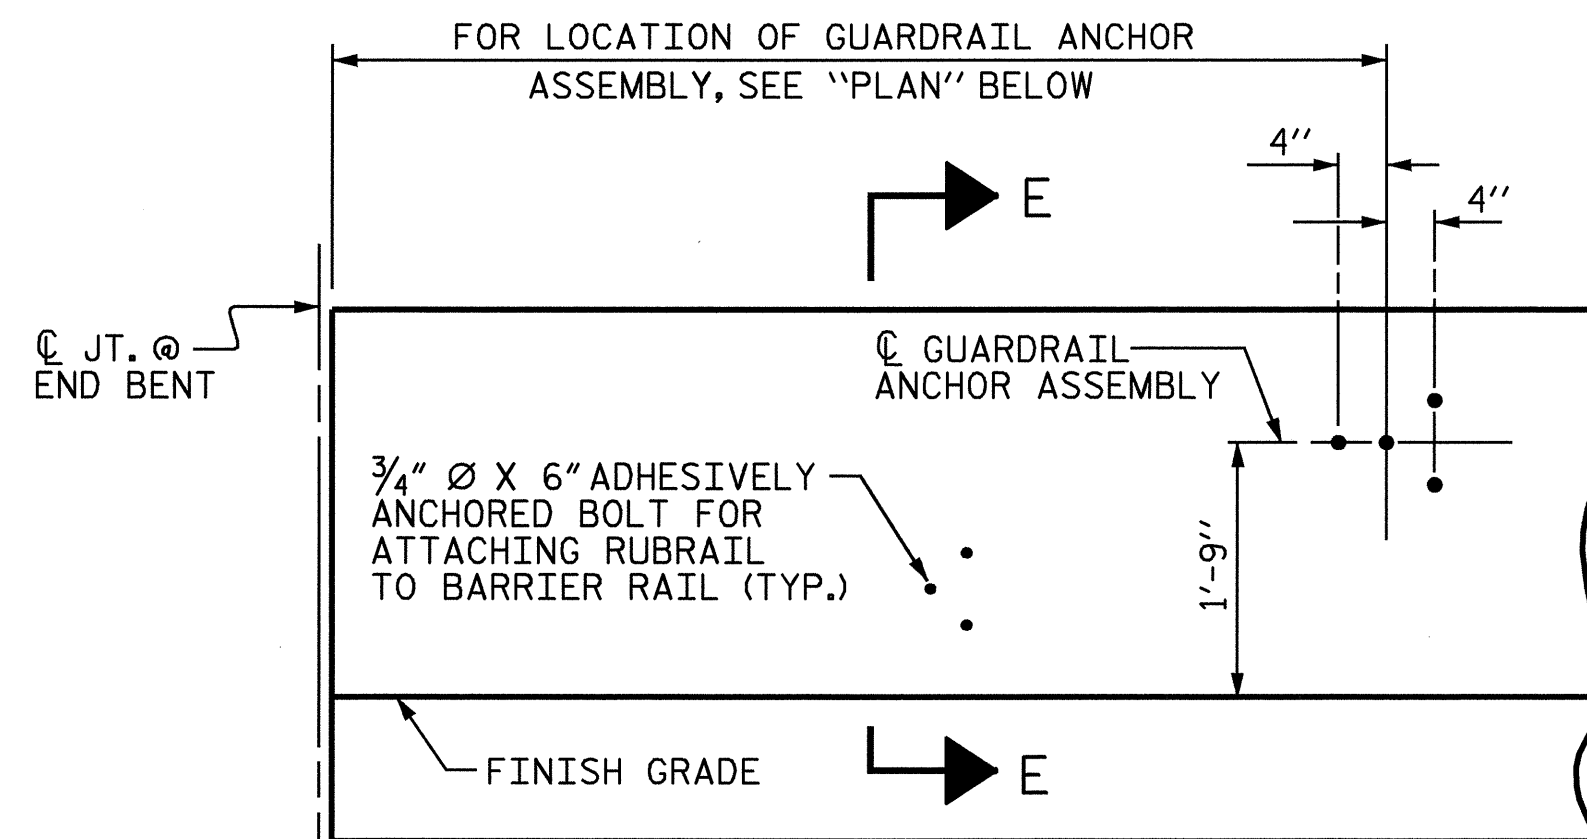 FOR LOCATION OF GUARDRAIL ANCHOR
ASSEMBLY, SEE ‶PLAN″ BELOW
4″
4″
E
℄ JT. @
END BENT
℄ GUARDRAIL
ANCHOR ASSEMBLY
3/4″ Ø X 6″ ADHESIVELY
ANCHORED BOLT FOR
ATTACHING RUBRAIL
TO BARRIER RAIL (TYP.)
1′-9″
FINISH GRADE
E